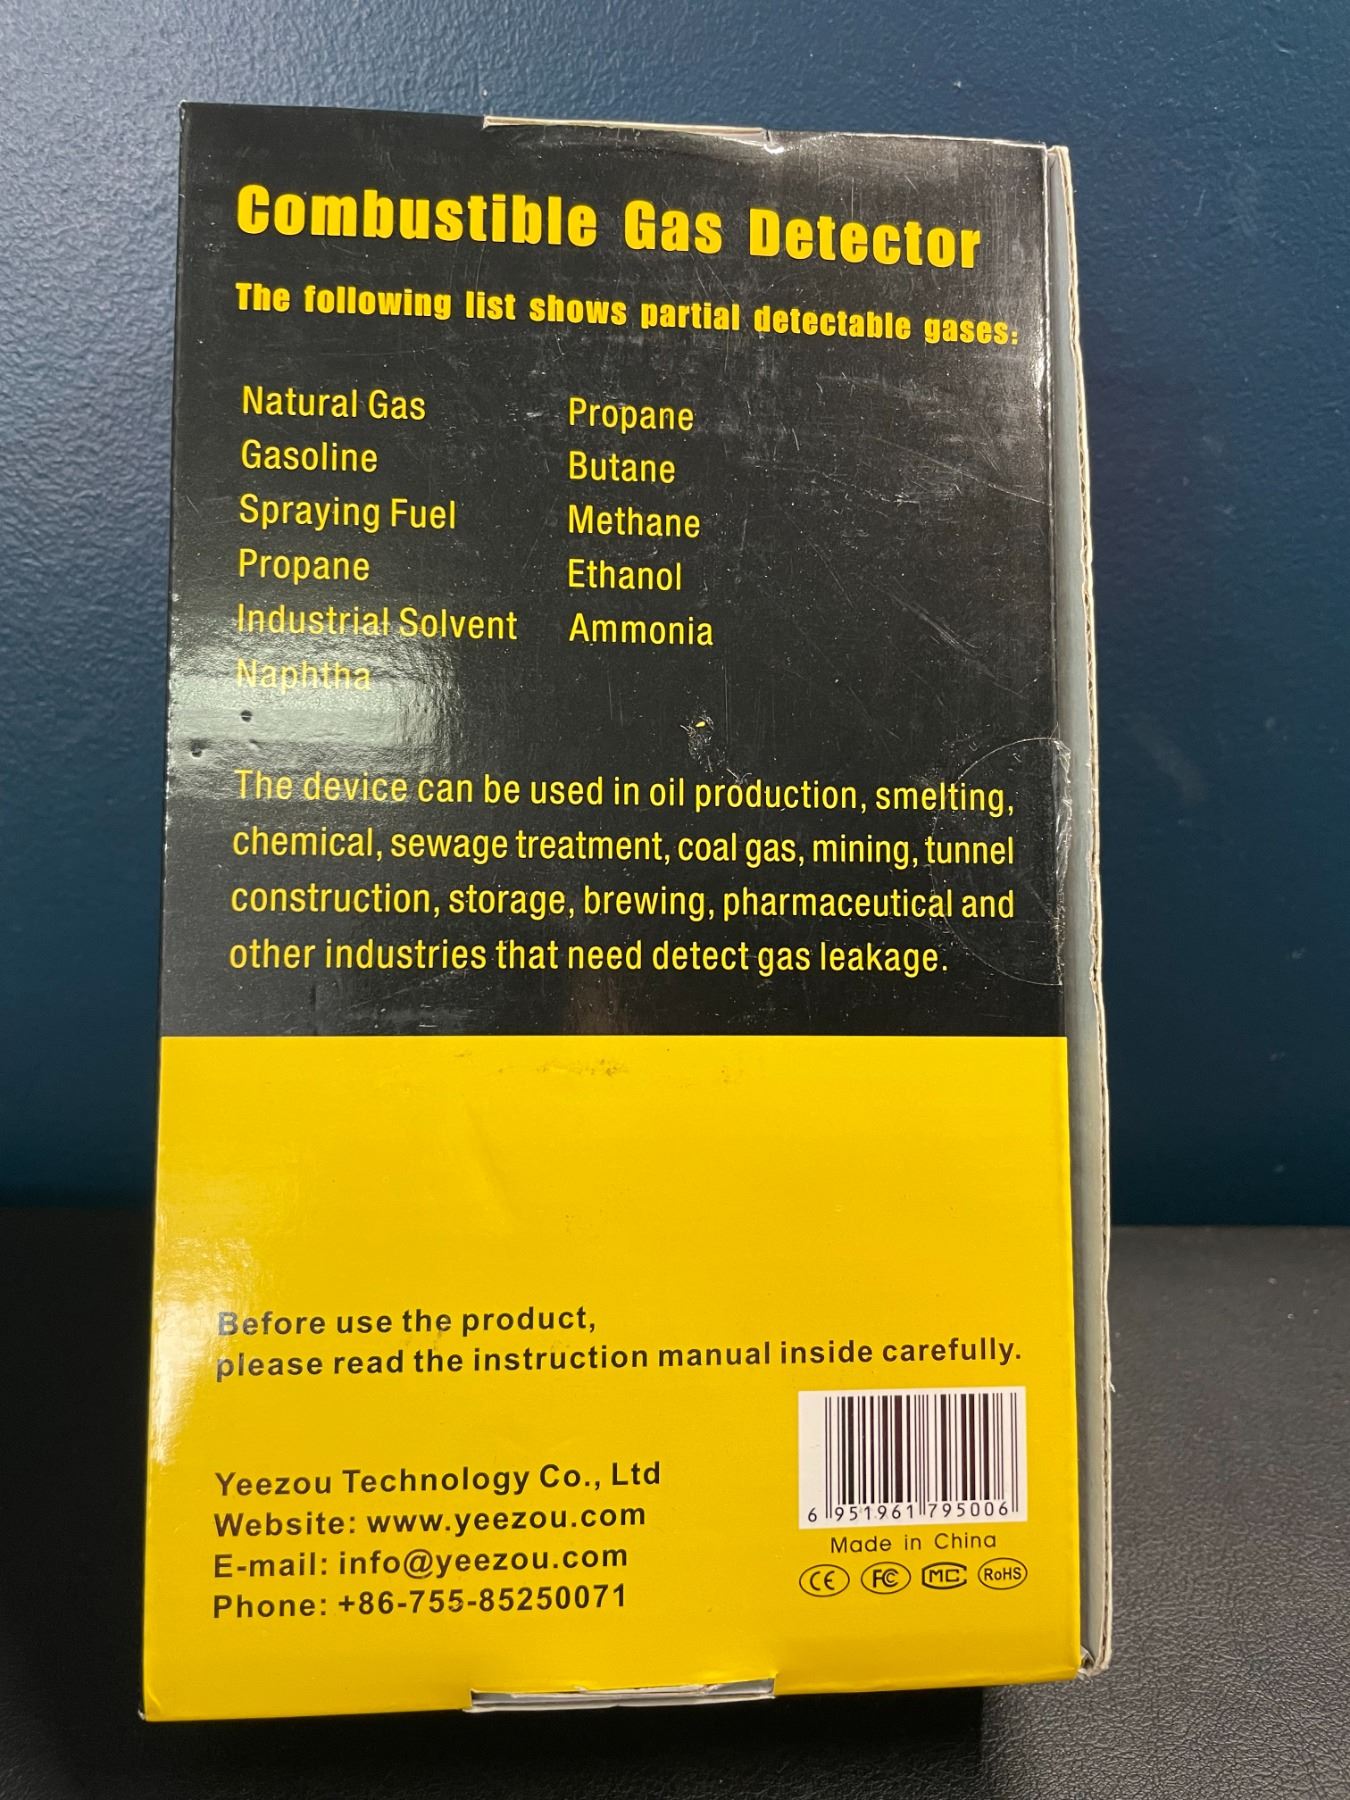 Combustible Gas Detector
The following list shows partial detectable gases:
Natural Gas
Gasoline
Spraying Fuel
Propane
Industrial Solvent
Naphtha
Propane
Butane
Methane
Ethanol
Ammonia
The device can be used in oil production, smelting,
chemical, sewage treatment, coal gas, mining, tunnel
construction, storage, brewing, pharmaceutical and
other industries that need detect gas leakage.
Before use the product,
please read the instruction manual inside carefully.
Yeezou Technology Co., Ltd
Website: www.yeezou.com
E-mail: info@yeezou.com
Phone: +86-755-85250071
6 951961 795006
Made in China
CE FC MC RoHS